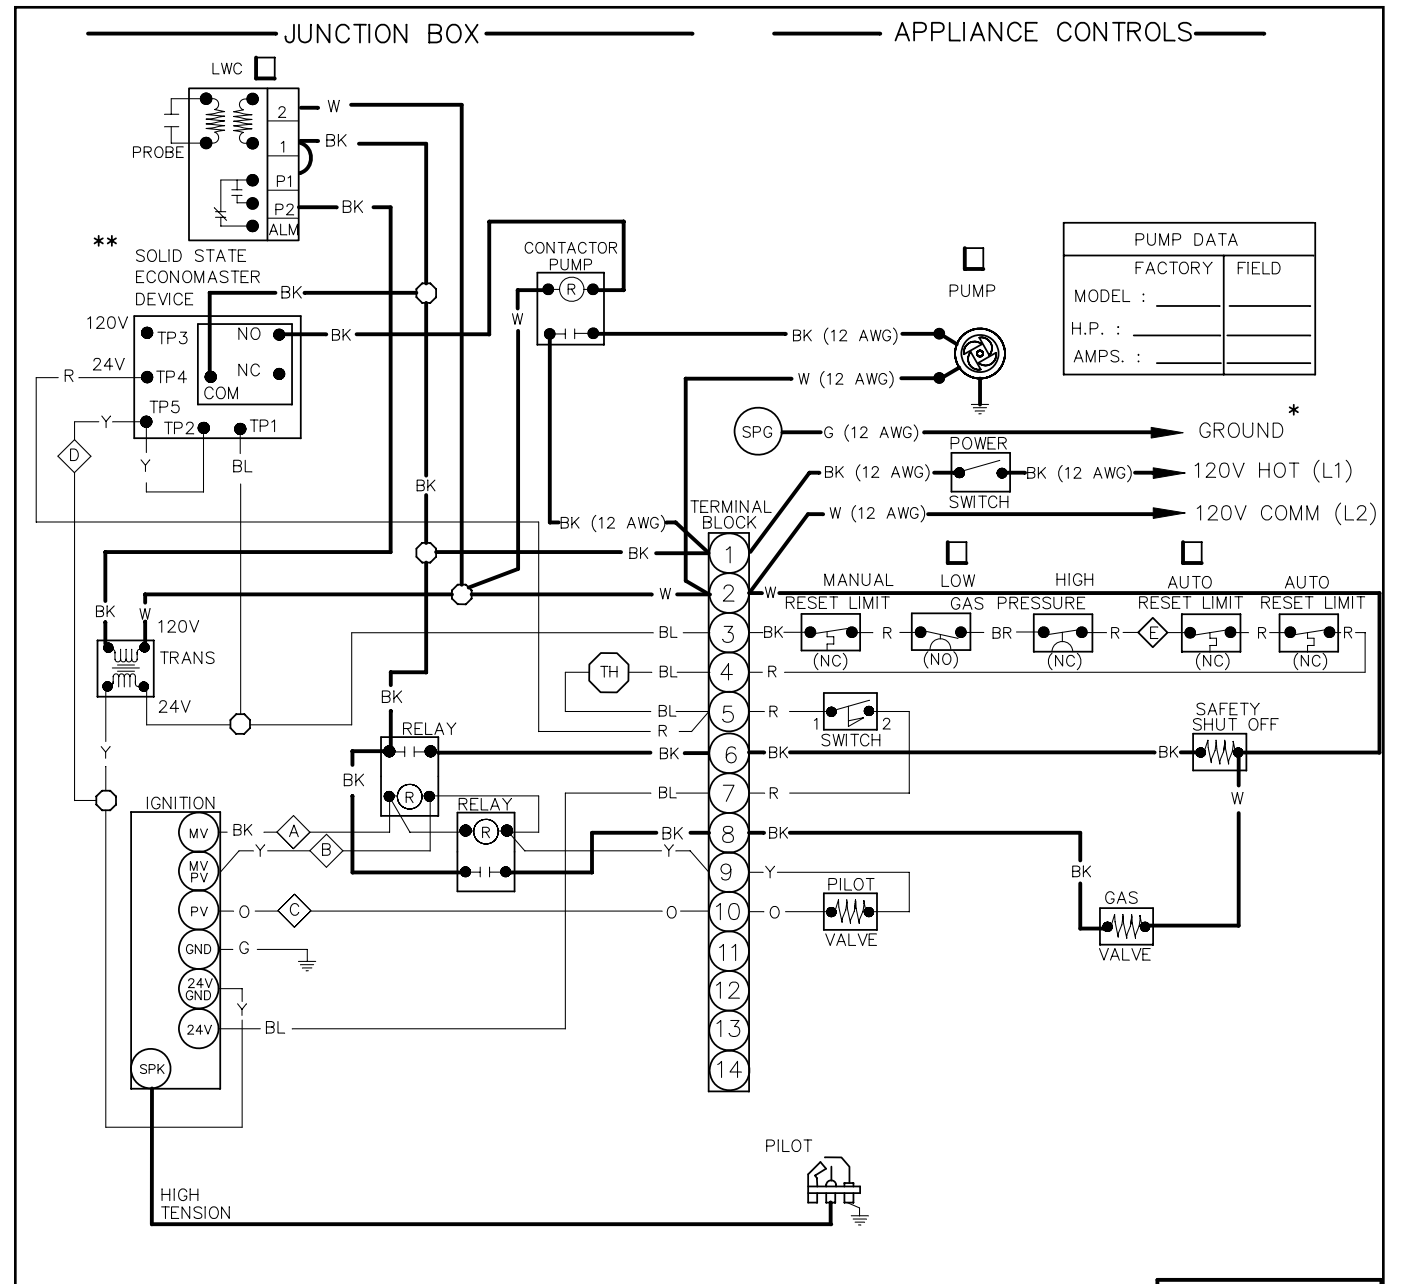 JUNCTION BOX
APPLIANCE CONTROLS
LWC
2
W
1
BK
PROBE
P1
P2
BK
ALM
**
SOLID STATE
ECONOMASTER
DEVICE
BK
CONTACTOR
PUMP
R
W
PUMP
PUMP DATA
FACTORY FIELD
MODEL :
H.P. :
AMPS. :
120V
TP3
NO
BK
BK (12 AWG)
24V
R
TP4
NC
COM
W (12 AWG)
TP5
Y
TP2
TP1
D
Y
BL
SPG
G (12 AWG)
GROUND *
POWER
BK (12 AWG)
BK (12 AWG)
120V HOT (L1)
SWITCH
BK
TERMINAL
BLOCK
BK (12 AWG)
W (12 AWG)
120V COMM (L2)
BK
1
W
2
W
MANUAL
RESET LIMIT
LOW
GAS
HIGH
PRESSURE
AUTO
RESET LIMIT
AUTO
RESET LIMIT
BK
W
120V
TRANS
24V
BL
3
BK
(NC)
R
(NO)
BR
(NC)
R
E
(NC)
R
(NC)
R
TH
BL
4
R
BK
BL
5
R
1
2
SWITCH
R
SAFETY
SHUT OFF
RELAY
BK
6
BK
BK
Y
BK
R
BL
7
R
W
IGNITION
RELAY
MV
BK
A
R
BK
8
BK
Y
B
Y
MV
PV
9
Y
BK
PILOT
PV
O
C
O
10
O
VALVE
GAS
VALVE
GND
G
11
24V
GND
Y
12
24V
BL
13
SPK
14
PILOT
HIGH
TENSION